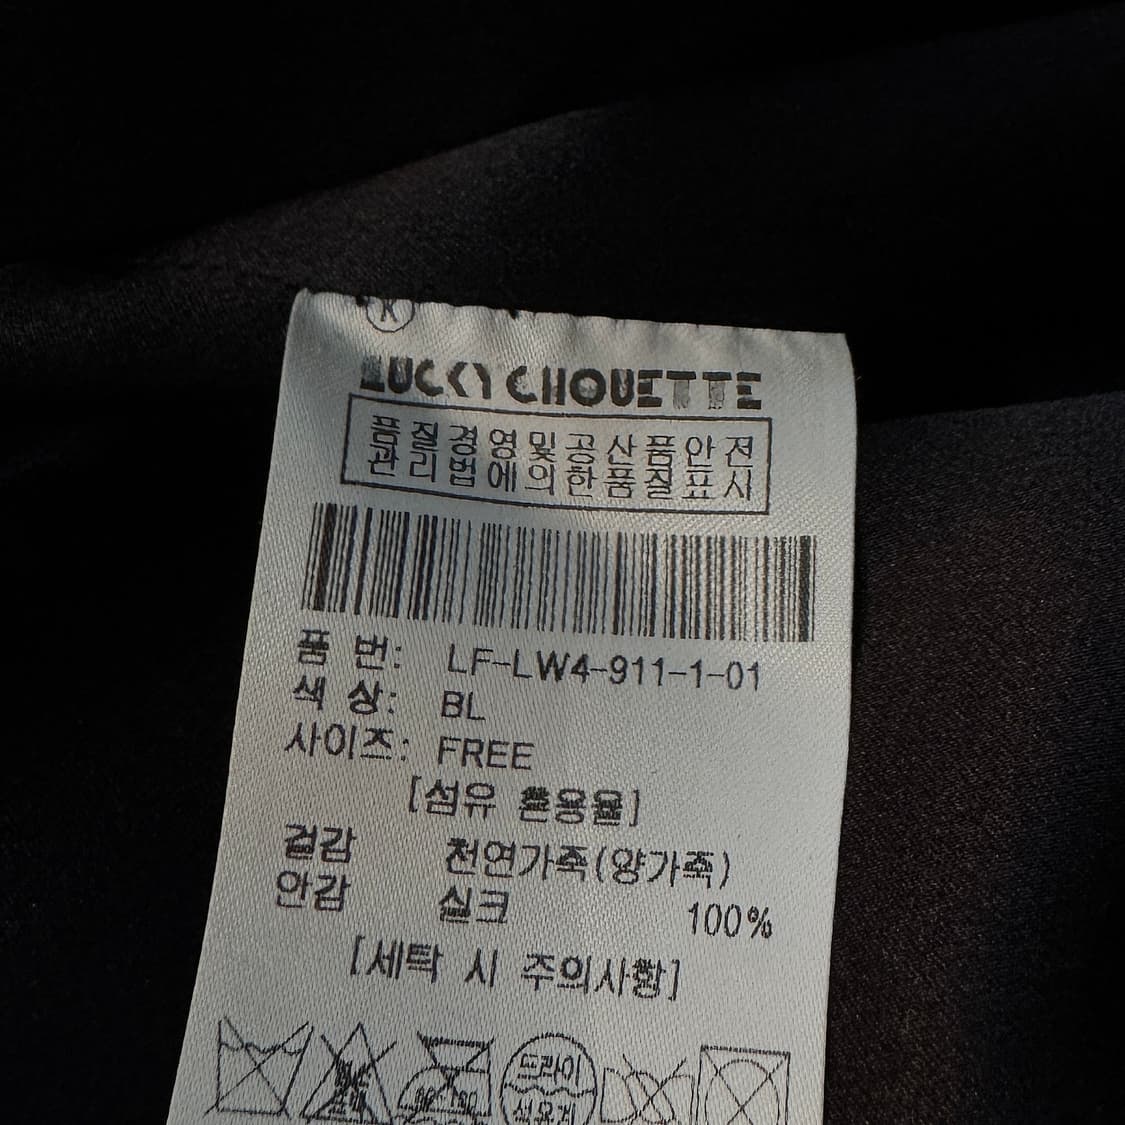 K
LUCKY CHOUETTE
품질경영및공산품안전
관리법에의한품질표시
품 번: LF-LW4-911-1-01
색 상: BL
사이즈: FREE
[섬유 혼용율]
겉감 천연가죽(양가죽)
안감 실크 100%
[세탁 시 주의사항]
드라이